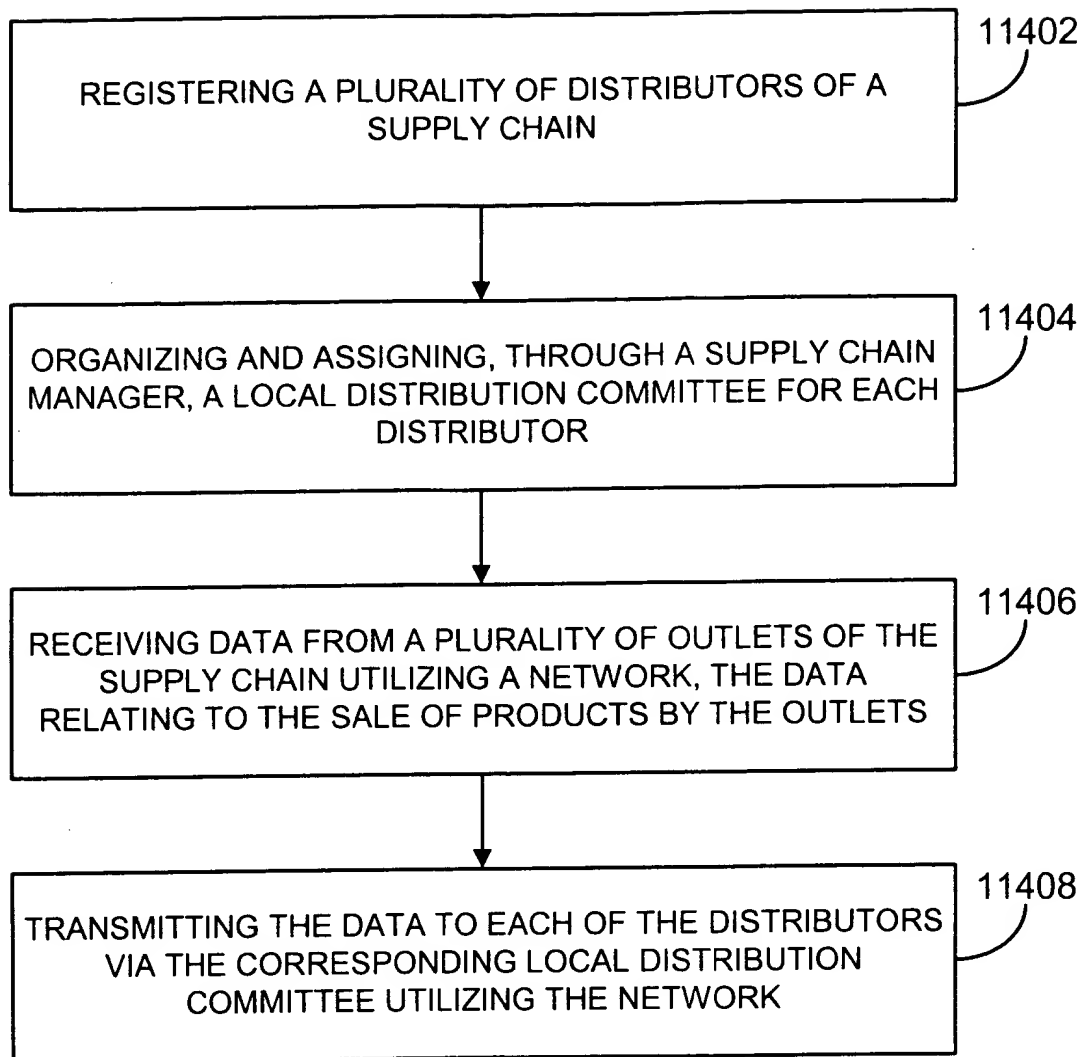 11402
REGISTERING A PLURALITY OF DISTRIBUTORS OF A
SUPPLY CHAIN
11404
ORGANIZING AND ASSIGNING, THROUGH A SUPPLY CHAIN
MANAGER, A LOCAL DISTRIBUTION COMMITTEE FOR EACH
DISTRIBUTOR
11406
RECEIVING DATA FROM A PLURALITY OF OUTLETS OF THE
SUPPLY CHAIN UTILIZING A NETWORK, THE DATA
RELATING TO THE SALE OF PRODUCTS BY THE OUTLETS
11408
TRANSMITTING THE DATA TO EACH OF THE DISTRIBUTORS
VIA THE CORRESPONDING LOCAL DISTRIBUTION
COMMITTEE UTILIZING THE NETWORK